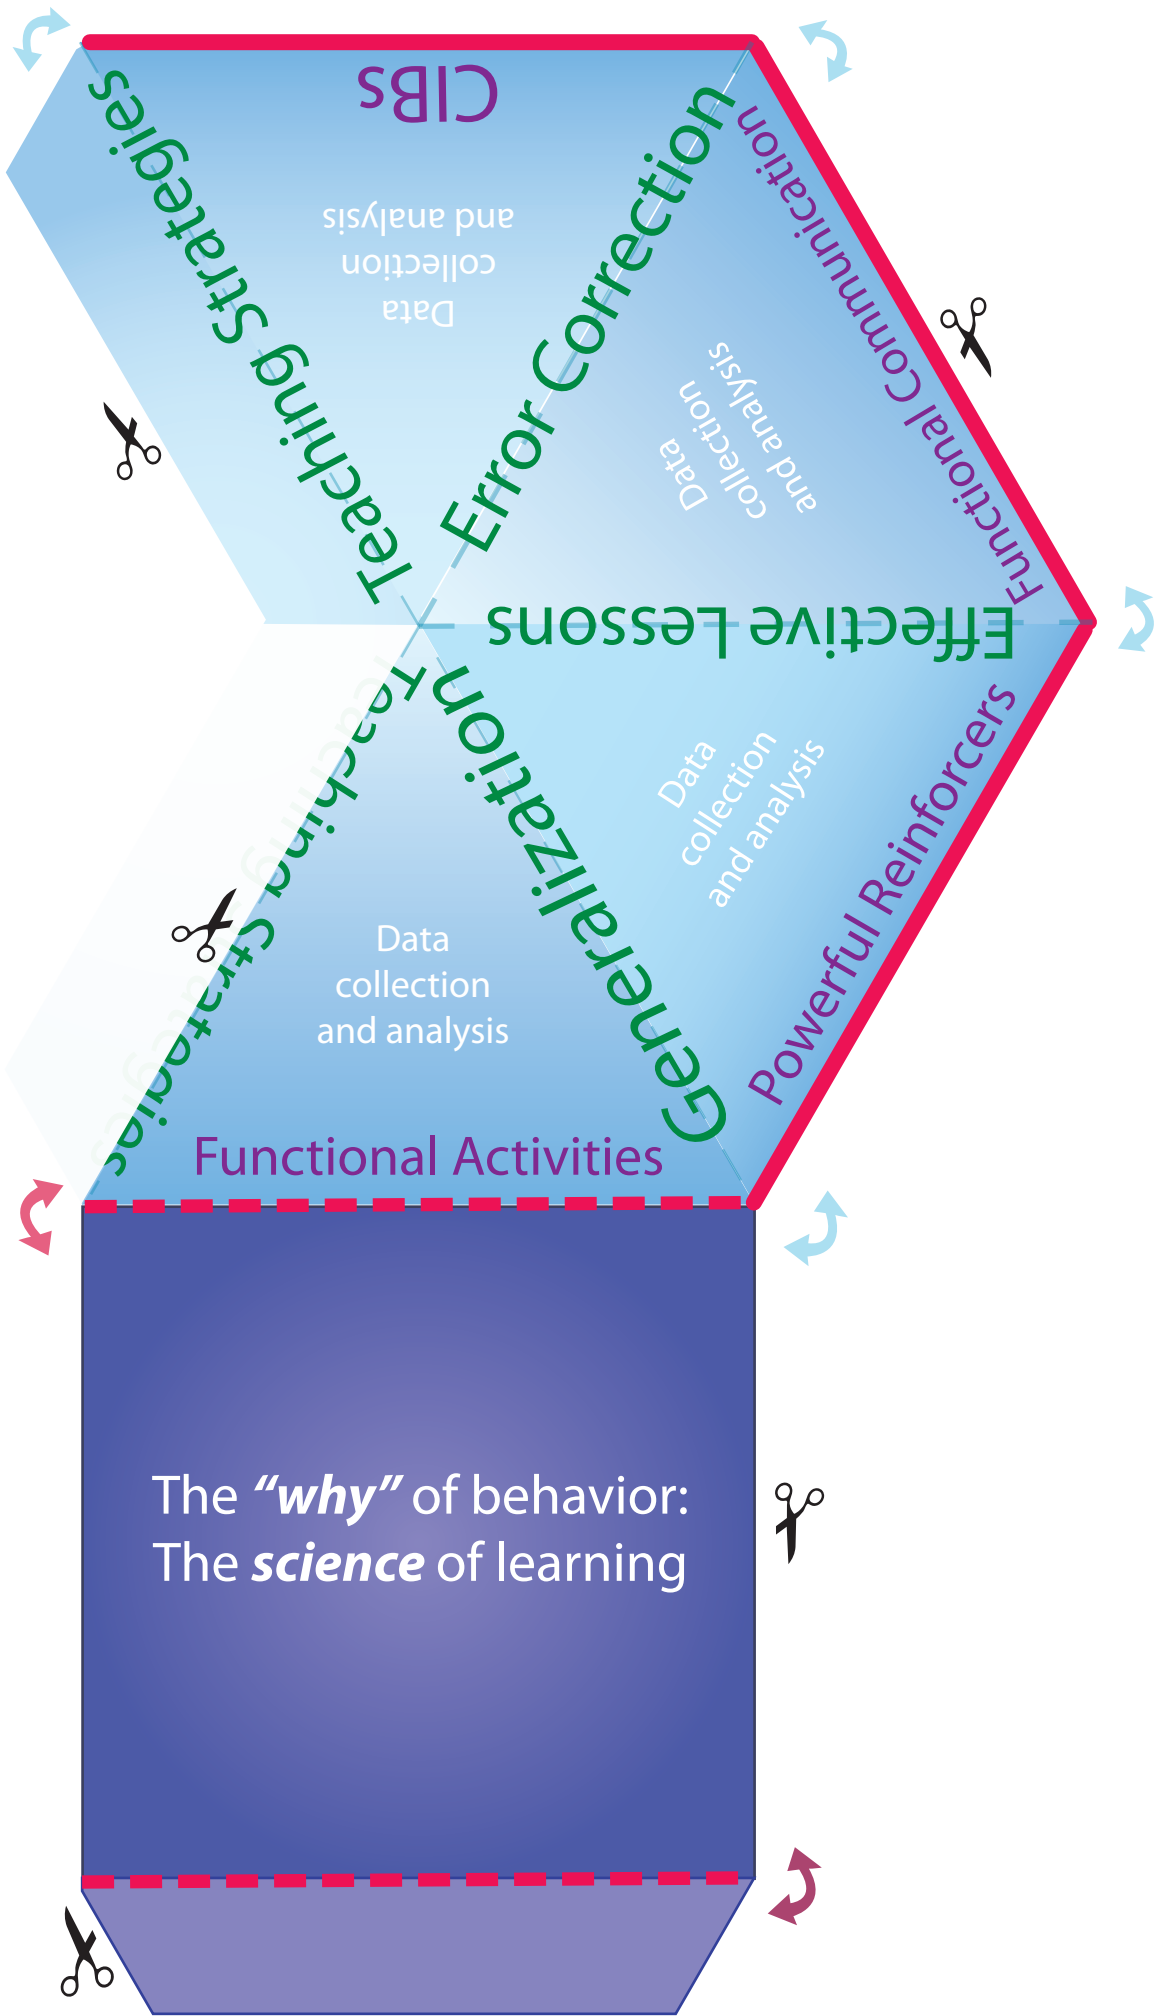 CIBs
Data
collection
and analysis
Teaching Strategies
Error Correction
Functional Communication
Data
collection
and analysis
Effective Lessons
Powerful Reinforcers
Data
collection
and analysis
Generalization
Teaching Strategies
Data
collection
and analysis
Functional Activities
The “why” of behavior:
The science of learning